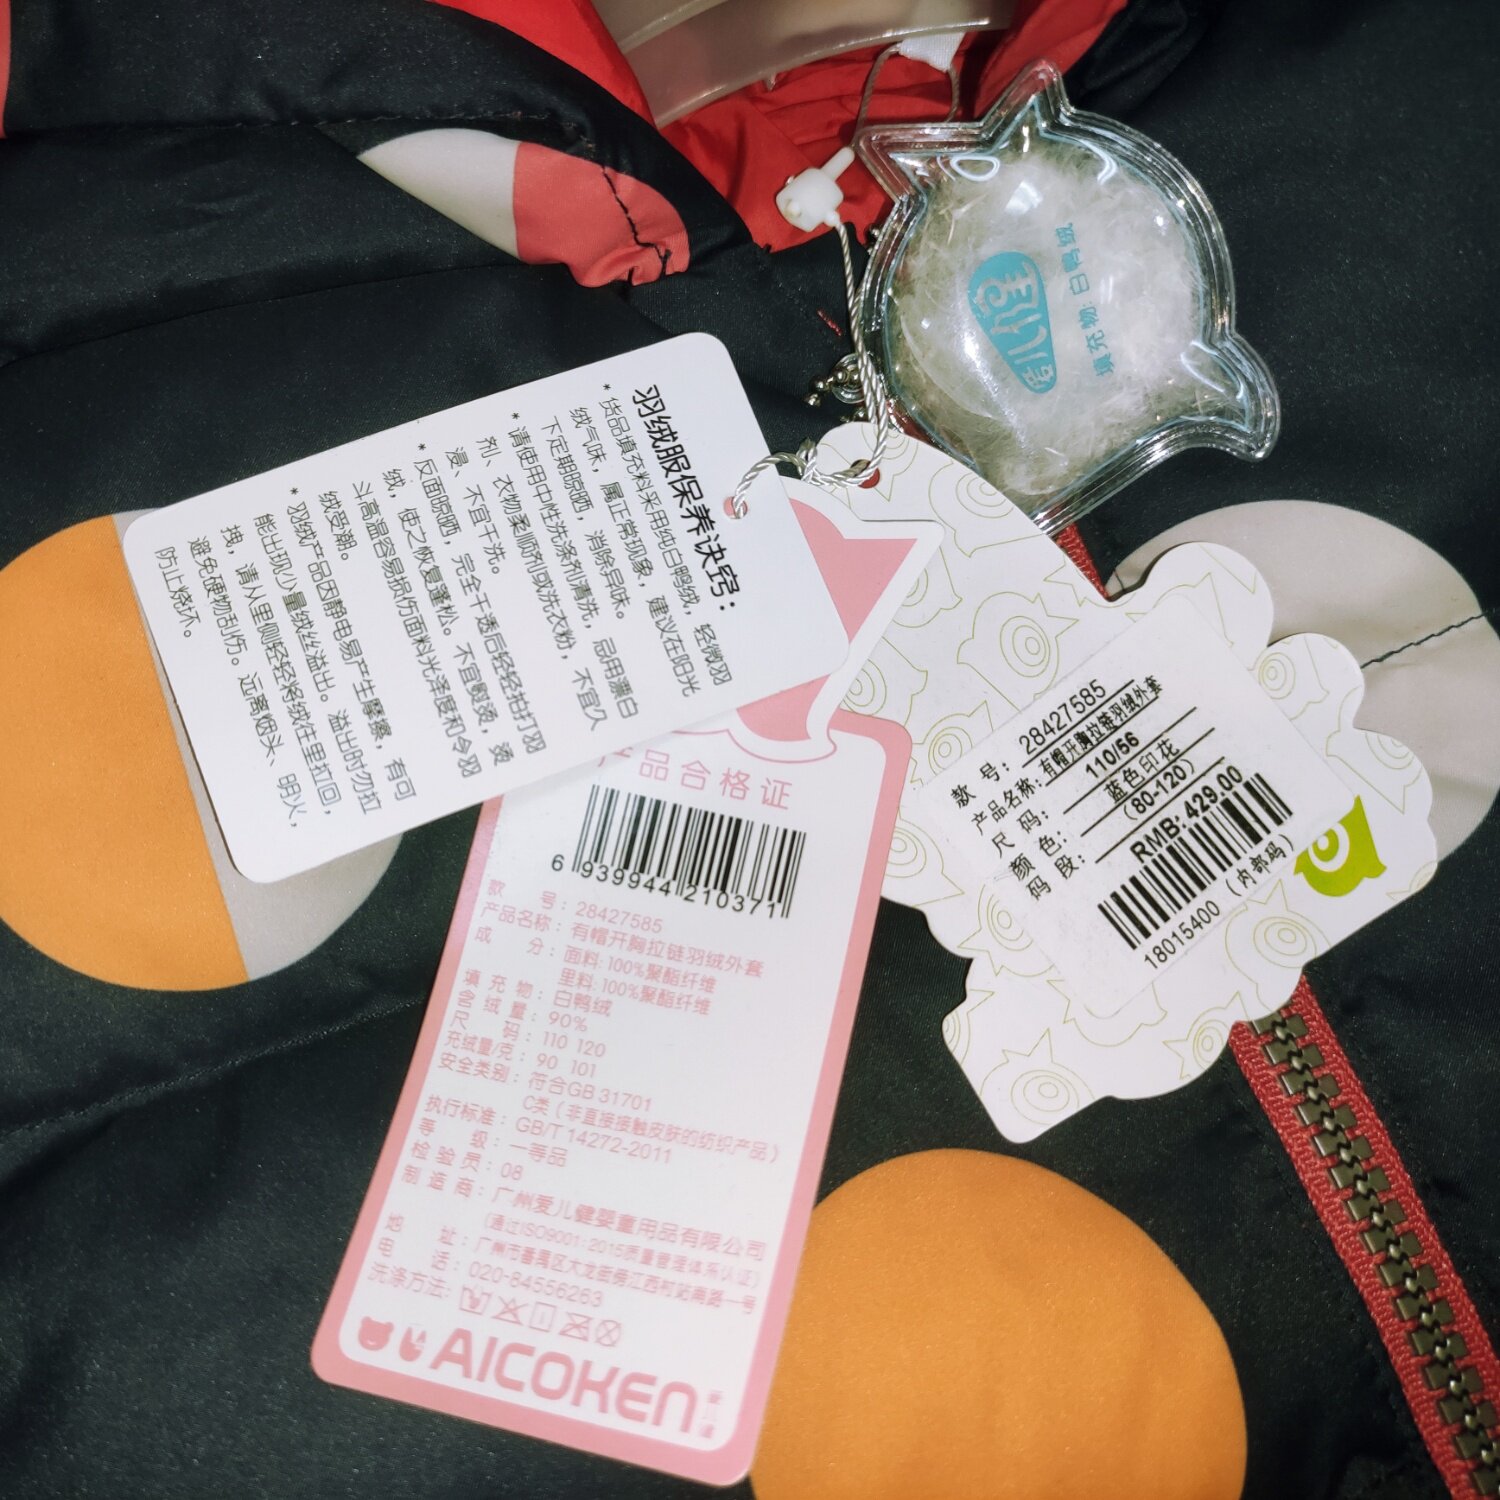 爱儿健
填充物: 白鸭绒
羽绒服保养诀窍：
* 货品填充料采用纯白鸭绒，轻微羽
绒气味，属正常现象，建议在阳光
下定期晾晒，消除异味。
* 请使用中性洗涤剂清洗，忌用漂白
剂、衣物柔顺剂或洗衣粉，不宜久
浸、不宜干洗。
* 反面晾晒，完全干透后轻轻拍打羽
绒，使之恢复蓬松。不宜熨烫，熨
斗高温容易损伤面料光泽度和令羽
绒受潮。
* 羽绒产品因静电易产生摩擦，有可
能出现少量绒丝溢出。溢出时勿拉
拽，请从里侧轻轻将绒往里拉回，
避免硬物刮伤。远离烟头、明火，
防止烧坏。
产品合格证
6 939944 210371
款 号：28427585
产品名称：有帽开胸拉链羽绒外套
成 分：面料: 100%聚酯纤维
里料: 100%聚酯纤维
填 充 物：白鸭绒
含 绒 量：90%
尺 码：110 120
充绒量/克：90 101
安全类别：符合GB 31701
C类（非直接接触皮肤的纺织产品）
执行标准：GB/T 14272-2011
等 级：一等品
检 验 员：08
制 造 商：广州爱儿健婴童用品有限公司
(通过ISO9001: 2015质量管理体系认证)
地 址：广州市番禺区大龙街傍江西村站南路一号
电 话：020-84556263
洗涤方法：
AICOKEN 爱儿健
款 号：28427585
产品名称：有帽开胸拉链羽绒外套
尺 码：110/56
颜 色：蓝色印花
码 段：（80-120）
RMB: 429.00
18015400（内部码）